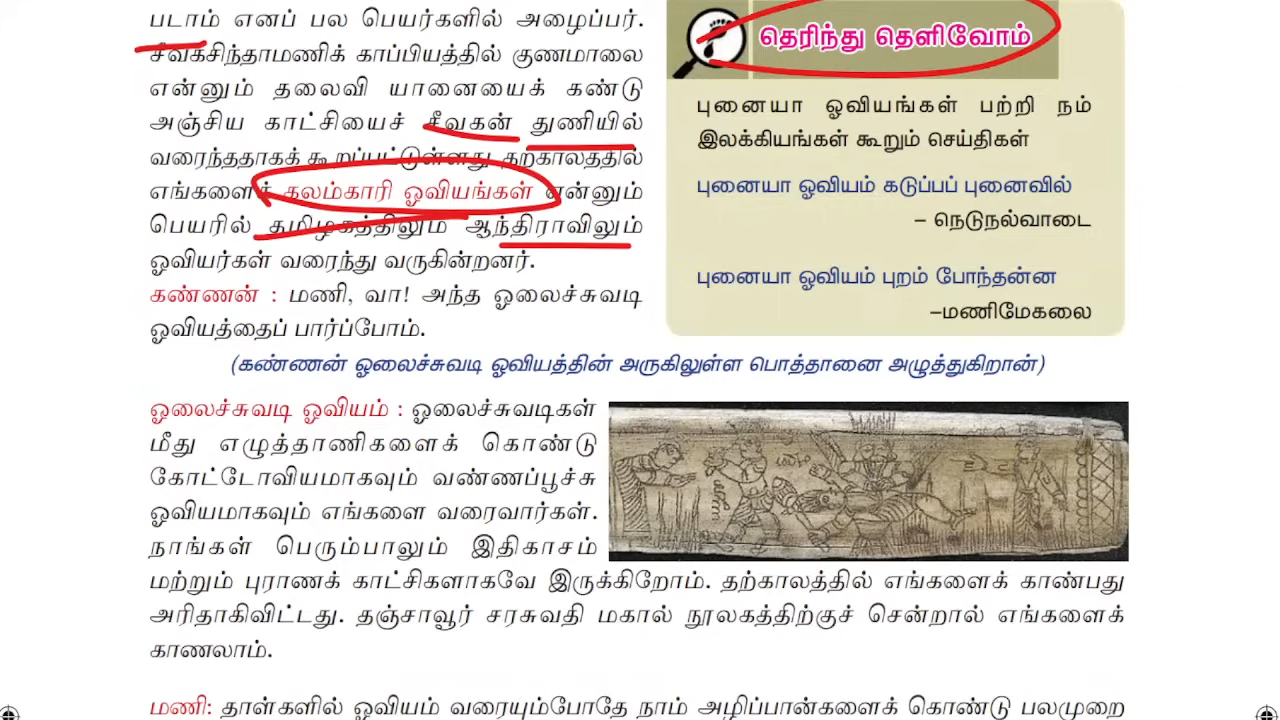 படாம் எனப் பல பெயர்களில் அழைப்பர்.
சீவகசிந்தாமணிக் காப்பியத்தில் குணமாலை
என்னும் தலைவி யானையைக் கண்டு
அஞ்சிய காட்சியைச் சீவகன் துணியில்
வரைந்ததாகக் கூறப்பட்டுள்ளது தற்காலத்தில்
எங்களைக் கலம்காரி ஓவியங்கள் என்னும்
பெயரில் தமிழகத்திலும் ஆந்திராவிலும்
ஓவியர்கள் வரைந்து வருகின்றனர்.
கண்ணன் : மணி, வா! அந்த ஓலைச்சுவடி
ஓவியத்தைப் பார்ப்போம்.
தெரிந்து தெளிவோம்
புனையா ஓவியங்கள் பற்றி நம்
இலக்கியங்கள் கூறும் செய்திகள்
புனையா ஓவியம் கடுப்பப் புனைவில்
– நெடுநல்வாடை
புனையா ஓவியம் புறம் போந்தன்ன
–மணிமேகலை
(கண்ணன் ஓலைச்சுவடி ஓவியத்தின் அருகிலுள்ள பொத்தானை அழுத்துகிறான்)
ஓலைச்சுவடி ஓவியம் : ஓலைச்சுவடிகள்
மீது எழுத்தாணிகளைக் கொண்டு
கோட்டோவியமாகவும் வண்ணப்பூச்சு
ஓவியமாகவும் எங்களை வரைவார்கள்.
நாங்கள் பெரும்பாலும் இதிகாசம்
மற்றும் புராணக் காட்சிகளாகவே இருக்கிறோம். தற்காலத்தில் எங்களைக் காண்பது
அரிதாகிவிட்டது. தஞ்சாவூர் சரசுவதி மகால் நூலகத்திற்குச் சென்றால் எங்களைக்
காணலாம்.
மணி: தாள்களில் ஓவியம் வரையும்போதே நாம் அழிப்பான்களைக் கொண்டு பலமுறை